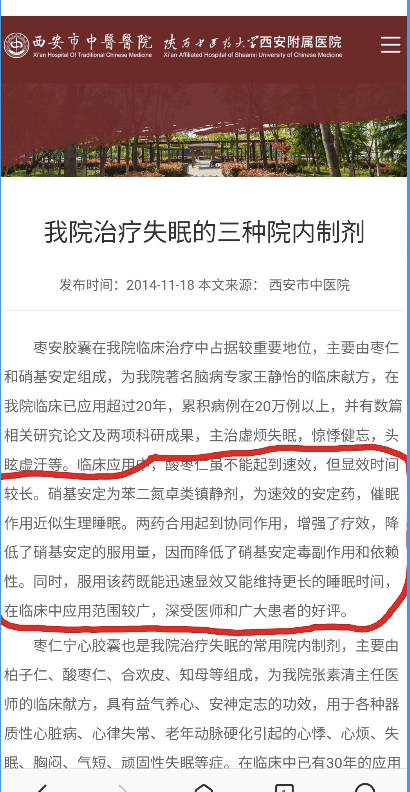 西安市中醫醫院 陕西中医药大学西安附属医院
Xi'an Hospital Of Traditional Chinese Medicine Xi'an Affiliated Hospital of Shaanxi University of Chinese Medicine
我院治疗失眠的三种院内制剂
发布时间：2014-11-18 本文来源： 西安市中医院
枣安胶囊在我院临床治疗中占据较重要地位，主要由枣仁
和硝基安定组成，为我院著名脑病专家王静怡的临床献方，在
我院临床已应用超过20年，累积病例在20万例以上，并有数篇
相关研究论文及两项科研成果，主治虚烦失眠，惊悸健忘，头
眩虚汗等。临床应用中，酸枣仁虽不能起到速效，但显效时间
较长。硝基安定为苯二氮卓类镇静剂，为速效的安定药，催眠
作用近似生理睡眠。两药合用起到协同作用，增强了疗效，降
低了硝基安定的服用量，因而降低了硝基安定毒副作用和依赖
性。同时，服用该药既能迅速显效又能维持更长的睡眠时间，
在临床中应用范围较广，深受医师和广大患者的好评。
枣仁宁心胶囊也是我院治疗失眠的常用院内制剂，主要由
柏子仁、酸枣仁、合欢皮、知母等组成，为我院张素清主任医
师的临床献方，具有益气养心、安神定志的功效，用于各种器
质性心脏病、心律失常、老年动脉硬化引起的心悸、心烦、失
眠、胸闷、气短、顽固性失眠等症。在临床中已有30年的应用